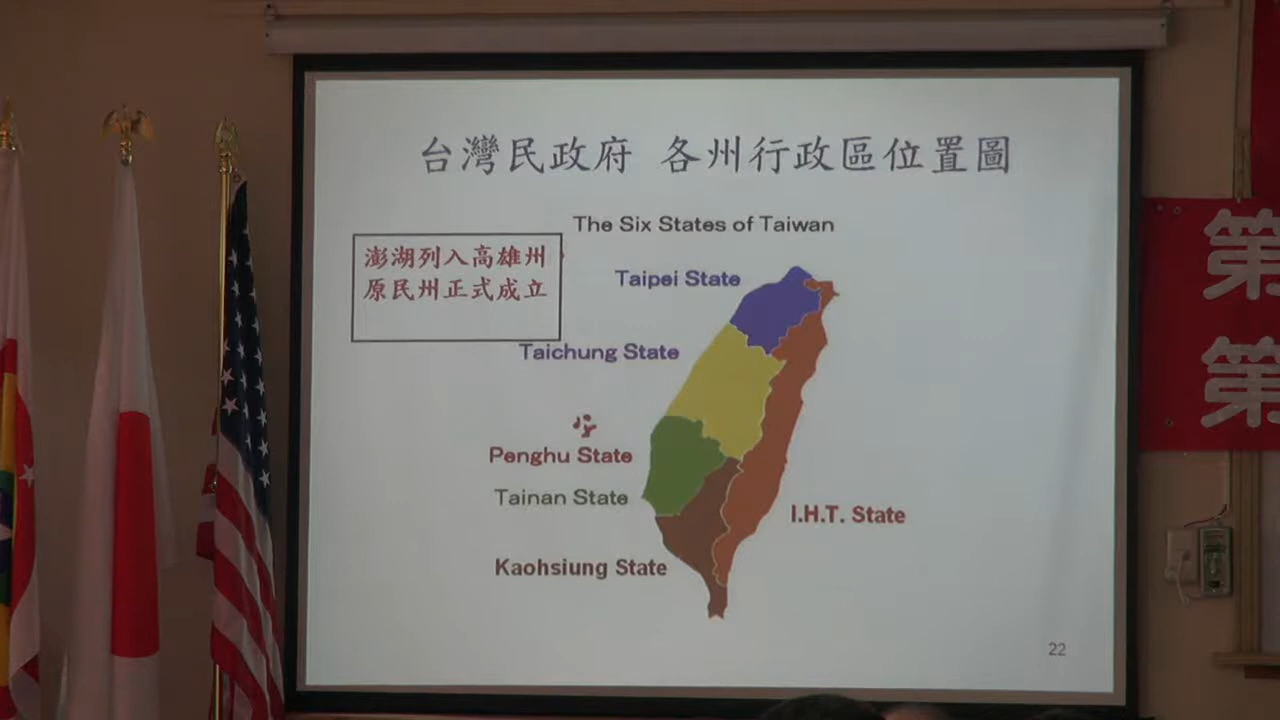 台灣民政府 各州行政區位置圖
The Six States of Taiwan
澎湖列入高雄州
原民州正式成立
Taipei State
Taichung State
Penghu State
Tainan State
I.H.T. State
Kaohsiung State
22
第
第